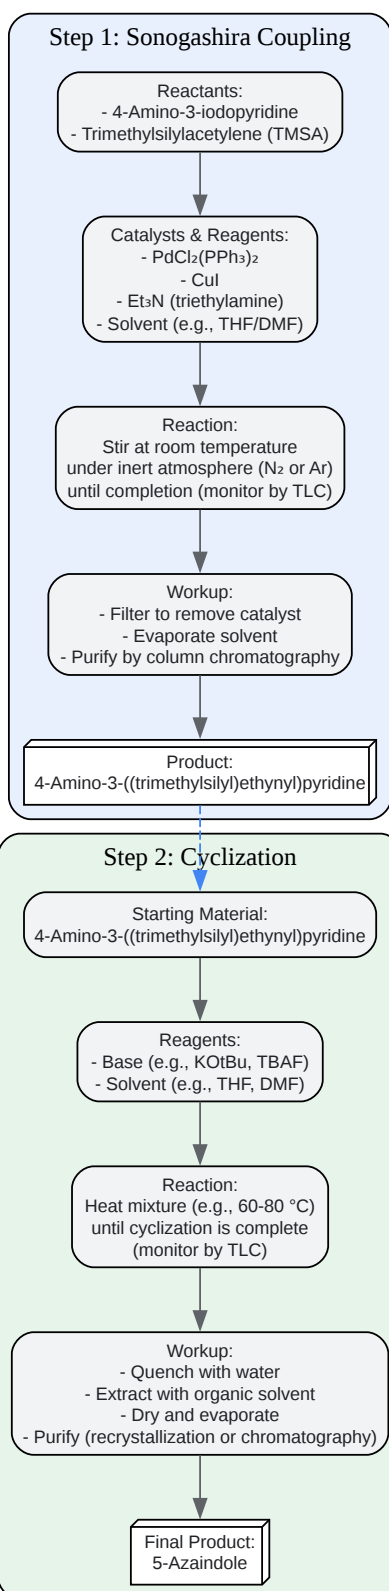 Step 1: Sonogashira Coupling
Reactants:
- 4-Amino-3-iodopyridine
- Trimethylsilylacetylene (TMSA)
Catalysts & Reagents:
- PdCl₂(PPh₃)₂
- CuI
- Et₃N (triethylamine)
- Solvent (e.g., THF/DMF)
Reaction:
Stir at room temperature
under inert atmosphere (N₂ or Ar)
until completion (monitor by TLC)
Workup:
- Filter to remove catalyst
- Evaporate solvent
- Purify by column chromatography
Product:
4-Amino-3-((trimethylsilyl)ethynyl)pyridine
Step 2: Cyclization
Starting Material:
4-Amino-3-((trimethylsilyl)ethynyl)pyridine
Reagents:
- Base (e.g., KOtBu, TBAF)
- Solvent (e.g., THF, DMF)
Reaction:
Heat mixture (e.g., 60-80 °C)
until cyclization is complete
(monitor by TLC)
Workup:
- Quench with water
- Extract with organic solvent
- Dry and evaporate
- Purify (recrystallization or chromatography)
Final Product:
5-Azaindole